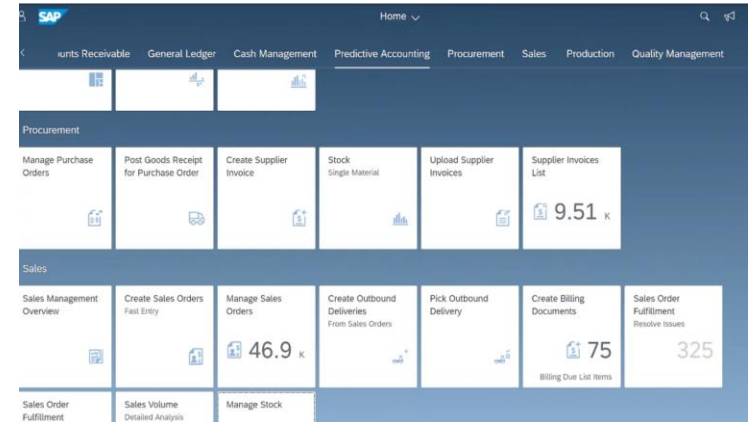 SAP
Home
unts Receivable General Ledger Cash Management Predictive Accounting Procurement Sales Production Quality Management
Procurement
Manage Purchase
Orders
Post Goods Receipt
for Purchase Order
Create Supplier
Invoice
Stock
Single Material
Upload Supplier
Invoices
Supplier Invoices
List
9.51 K
Sales
Sales Management
Overview
Create Sales Orders
Fast Entry
Manage Sales
Orders
46.9 K
Create Outbound
Deliveries
From Sales Orders
Pick Outbound
Delivery
Create Billing
Documents
75
Billing Due List Items
Sales Order
Fulfillment
Resolve Issues
325
Sales Order
Fulfillment
Sales Volume
Detailed Analysis
Manage Stock